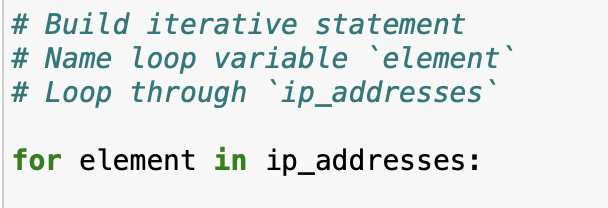 # Build iterative statement
# Name loop variable `element`
# Loop through `ip_addresses`
for element in ip_addresses: